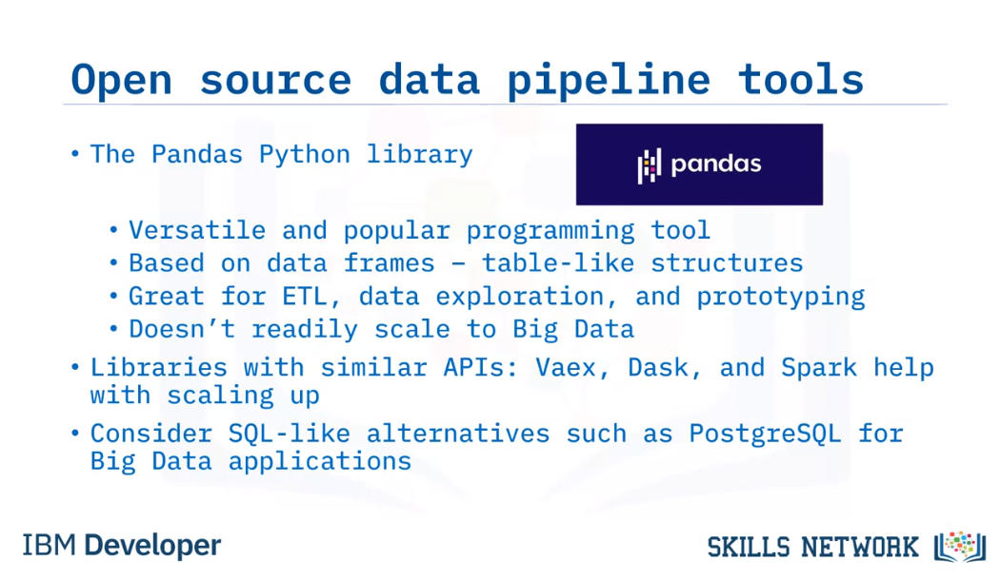 Open source data pipeline tools
• The Pandas Python library
pandas
• Versatile and popular programming tool
• Based on data frames – table-like structures
• Great for ETL, data exploration, and prototyping
• Doesn’t readily scale to Big Data
• Libraries with similar APIs: Vaex, Dask, and Spark help
with scaling up
• Consider SQL-like alternatives such as PostgreSQL for
Big Data applications
IBM Developer
SKILLS NETWORK